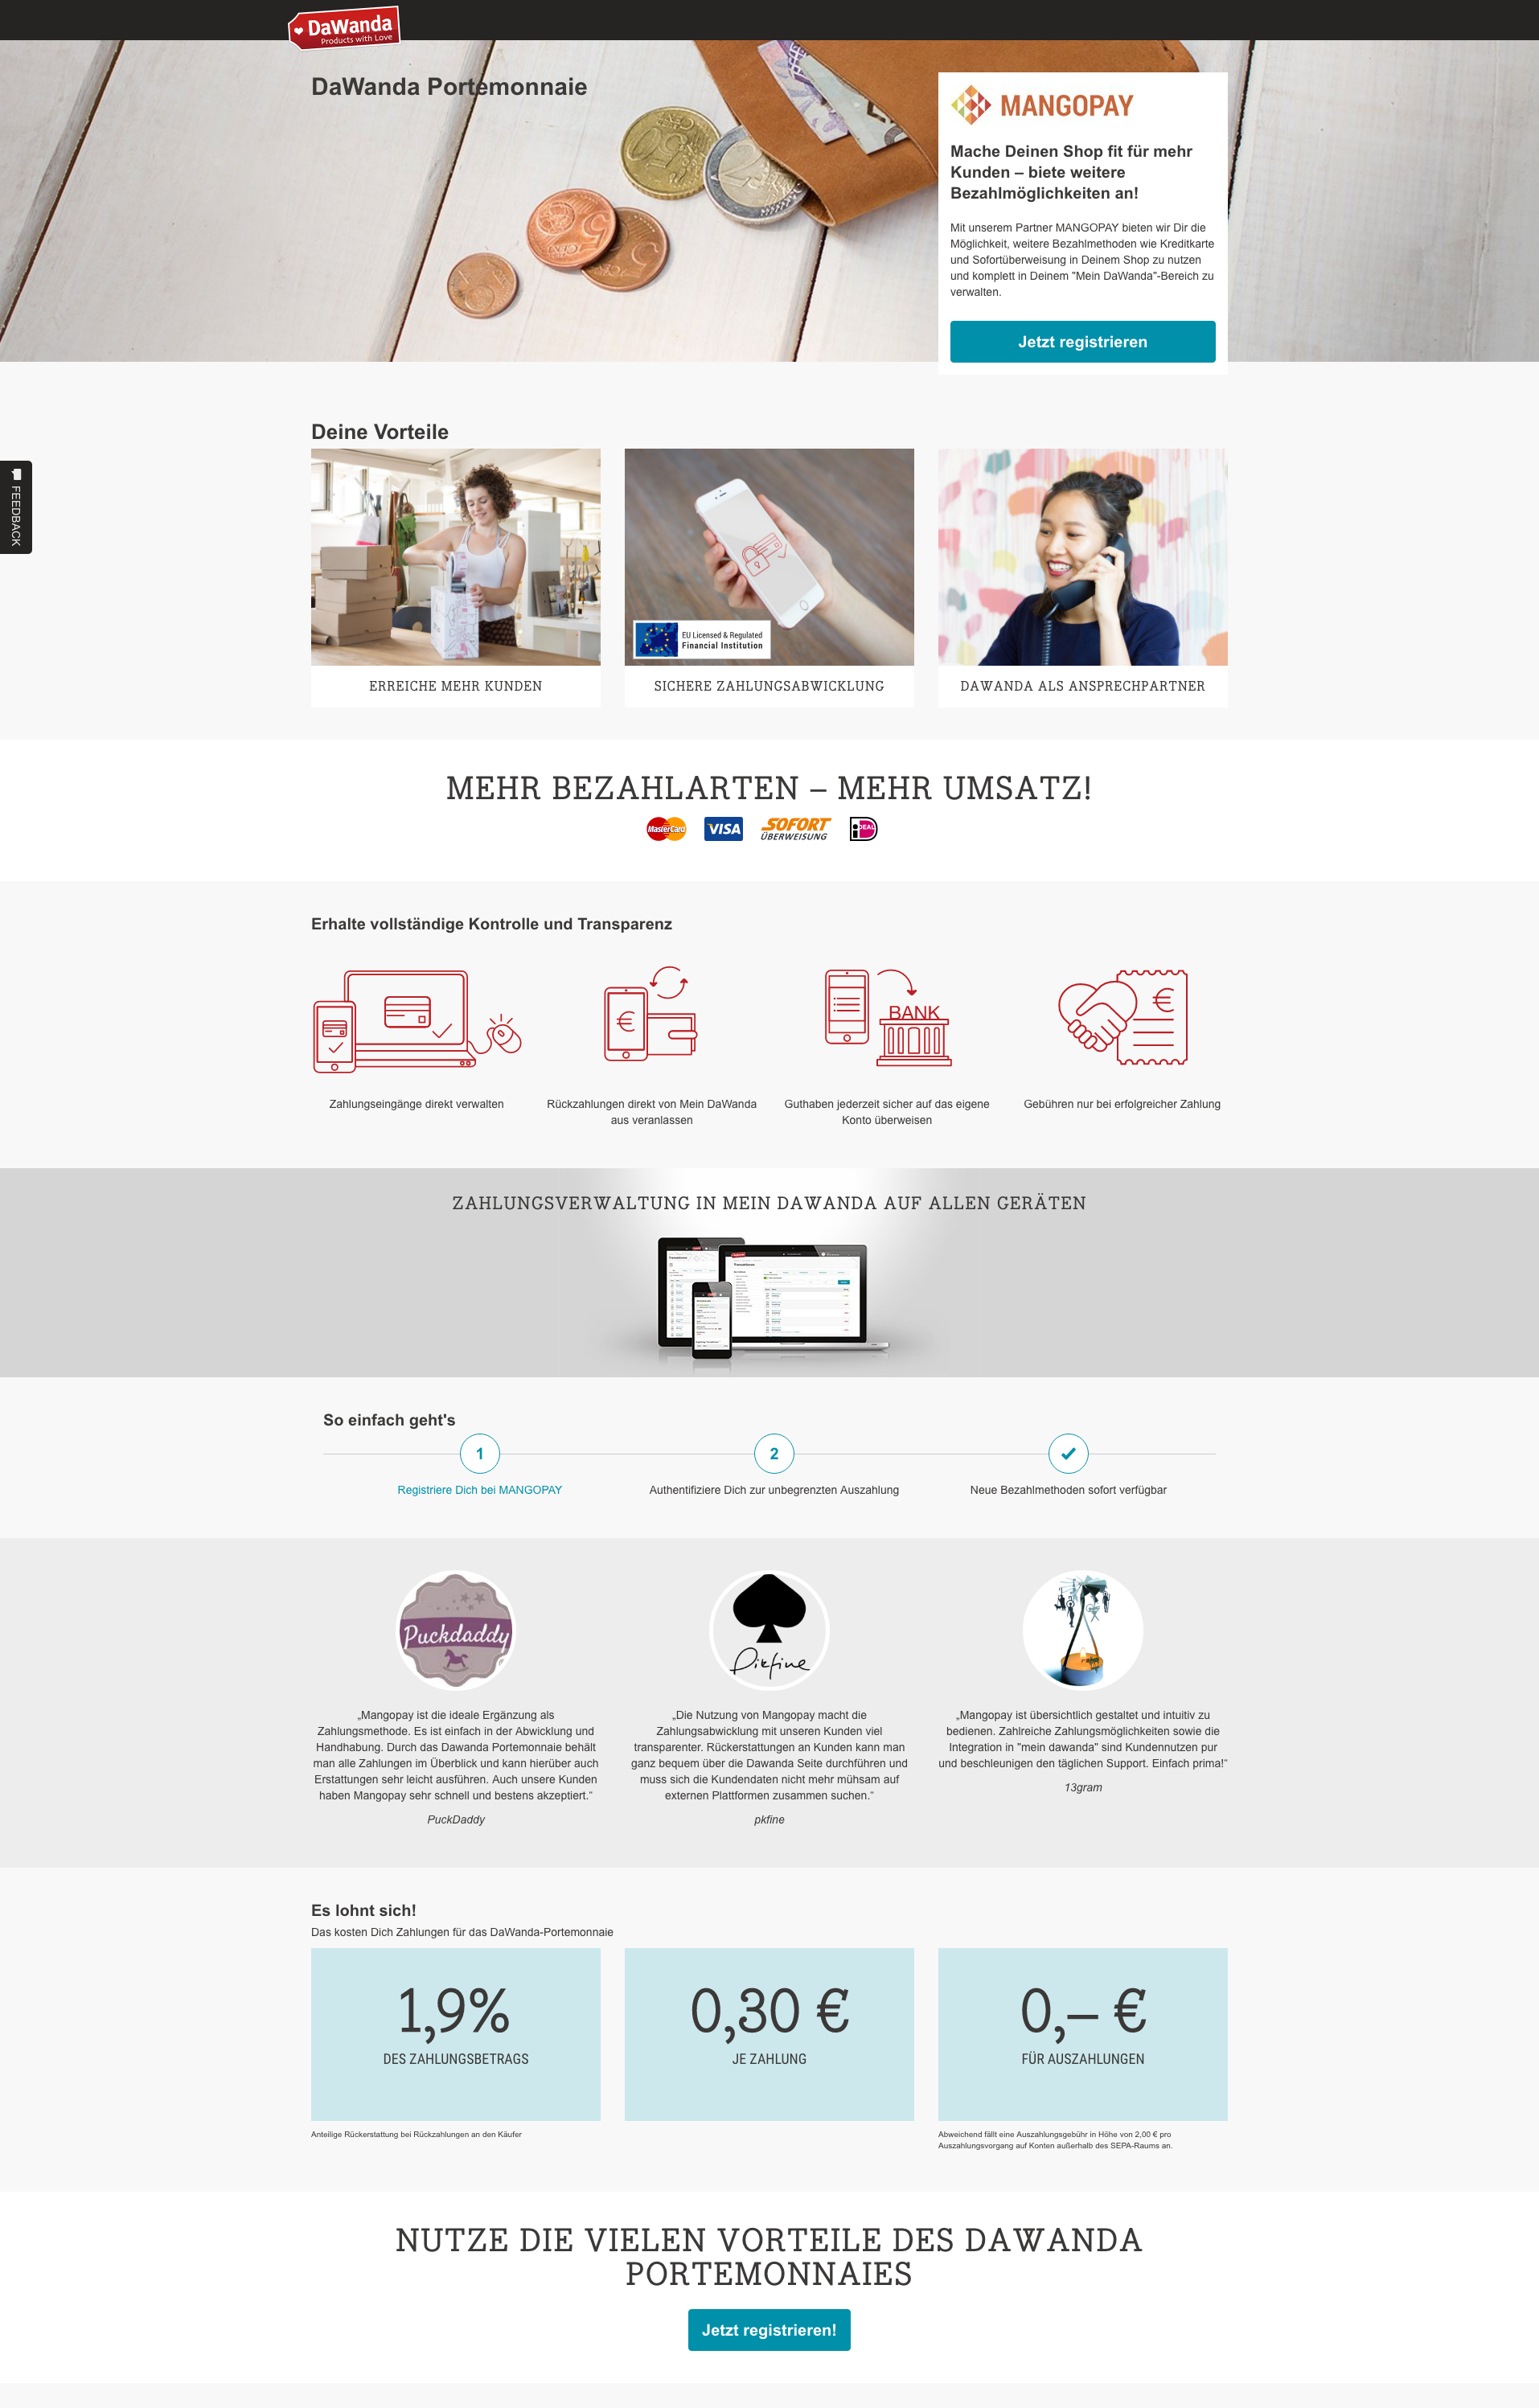 DaWanda
Products with Love
DaWanda Portemonnaie
MANGOPAY
Mache Deinen Shop fit für mehr
Kunden – biete weitere
Bezahlmöglichkeiten an!
Mit unserem Partner MANGOPAY bieten wir Dir die
Möglichkeit, weitere Bezahlmethoden wie Kreditkarte
und Sofortüberweisung in Deinem Shop zu nutzen
und komplett in Deinem "Mein DaWanda"-Bereich zu
verwalten.
Jetzt registrieren
Deine Vorteile
FEEDBACK
EU Licensed & Regulated
Financial Institution
ERREICHE MEHR KUNDEN
SICHERE ZAHLUNGSABWICKLUNG
DAWANDA ALS ANSPRECHPARTNER
MEHR BEZAHLARTEN – MEHR UMSATZ!
MasterCard
VISA
SOFORT
ÜBERWEISUNG
iDEAL
Erhalte vollständige Kontrolle und Transparenz
BANK
Zahlungseingänge direkt verwalten
Rückzahlungen direkt von Mein DaWanda
aus veranlassen
Guthaben jederzeit sicher auf das eigene
Konto überweisen
Gebühren nur bei erfolgreicher Zahlung
ZAHLUNGSVERWALTUNG IN MEIN DAWANDA AUF ALLEN GERÄTEN
So einfach geht's
1
2
Registriere Dich bei MANGOPAY
Authentifiziere Dich zur unbegrenzten Auszahlung
Neue Bezahlmethoden sofort verfügbar
Puckdaddy
Pikfine
„Mangopay ist die ideale Ergänzung als
Zahlungsmethode. Es ist einfach in der Abwicklung und
Handhabung. Durch das Dawanda Portemonnaie behält
man alle Zahlungen im Überblick und kann hierüber auch
Erstattungen sehr leicht ausführen. Auch unsere Kunden
haben Mangopay sehr schnell und bestens akzeptiert.“
PuckDaddy
„Die Nutzung von Mangopay macht die
Zahlungsabwicklung mit unseren Kunden viel
transparenter. Rückerstattungen an Kunden kann man
ganz bequem über die Dawanda Seite durchführen und
muss sich die Kundendaten nicht mehr mühsam auf
externen Plattformen zusammen suchen.“
pkfine
„Mangopay ist übersichtlich gestaltet und intuitiv zu
bedienen. Zahlreiche Zahlungsmöglichkeiten sowie die
Integration in "mein dawanda" sind Kundennutzen pur
und beschleunigen den täglichen Support. Einfach prima!“
13gram
Es lohnt sich!
Das kosten Dich Zahlungen für das DaWanda-Portemonnaie
1,9%
DES ZAHLUNGSBETRAGS
0,30 €
JE ZAHLUNG
0,– €
FÜR AUSZAHLUNGEN
Anteilige Rückerstattung bei Rückzahlungen an den Käufer
Abweichend fällt eine Auszahlungsgebühr in Höhe von 2,00 € pro
Auszahlungsvorgang auf Konten außerhalb des SEPA-Raums an.
NUTZE DIE VIELEN VORTEILE DES DAWANDA
PORTEMONNAIES
Jetzt registrieren!